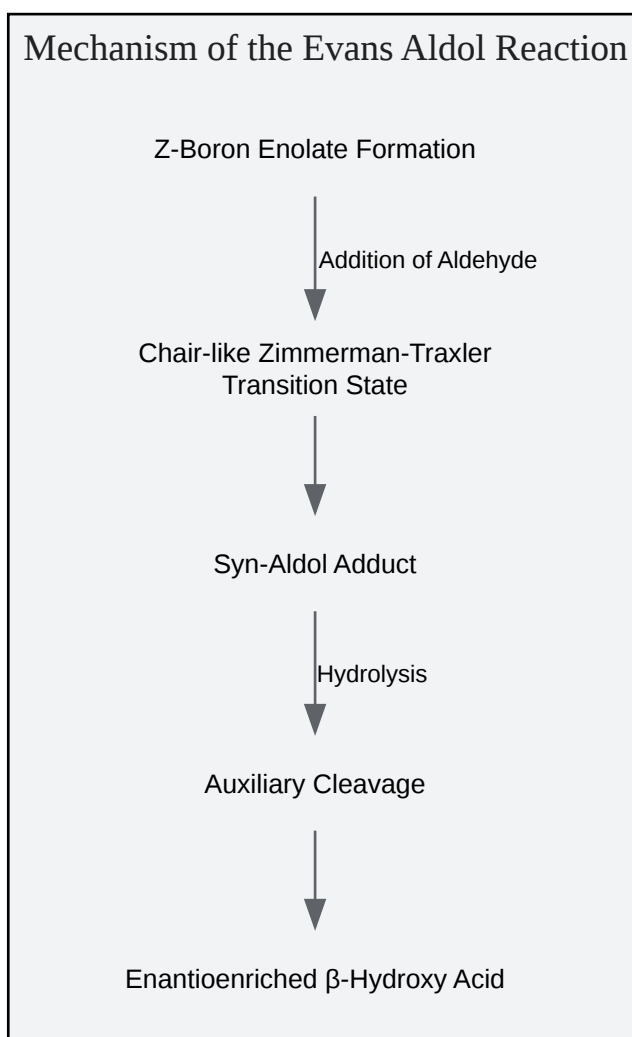 Mechanism of the Evans Aldol Reaction
Z-Boron Enolate Formation
Addition of Aldehyde
Chair-like Zimmerman-Traxler
Transition State
Syn-Aldol Adduct
Hydrolysis
Auxiliary Cleavage
Enantioenriched β-Hydroxy Acid